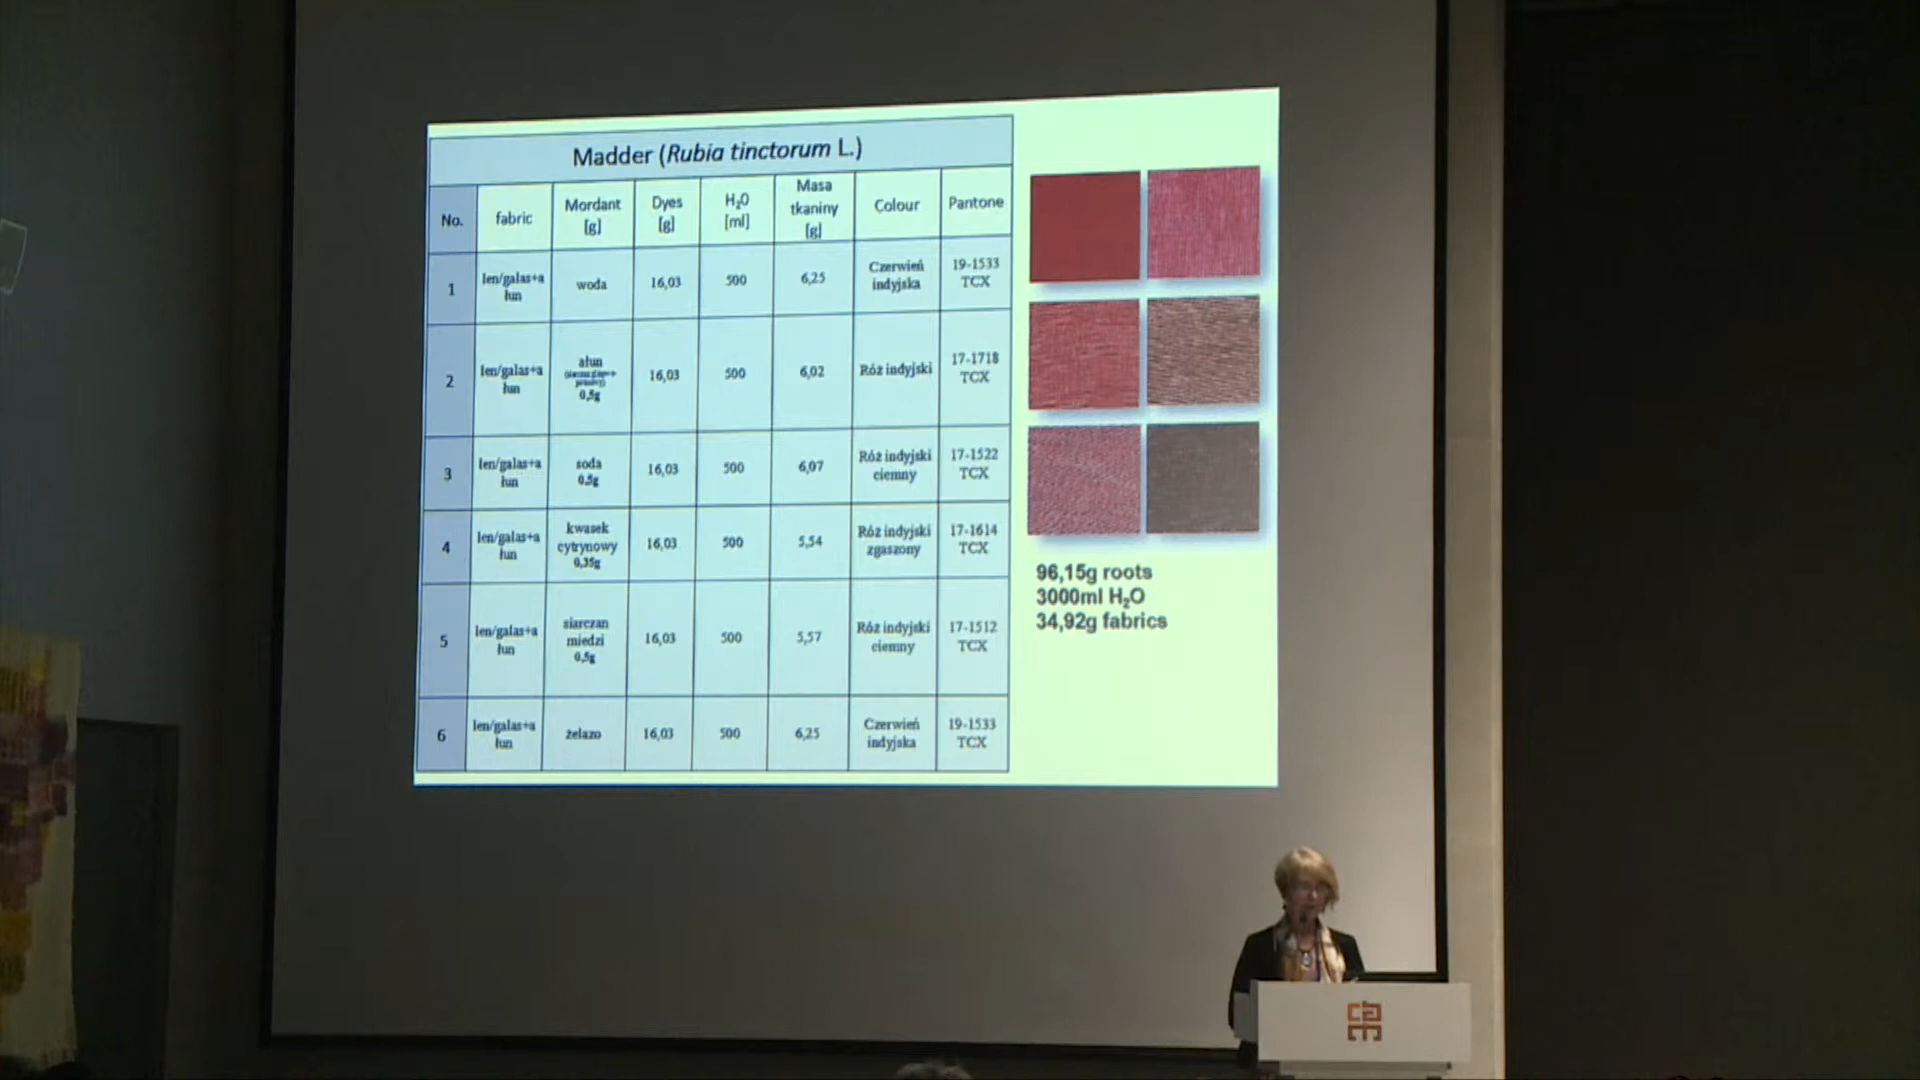 Madder (Rubia tinctorum L.)
No. fabric Mordant [g] Dyes [g] H₂O [ml] Masa tkaniny [g] Colour Pantone
1 len/galas+a łun woda 16,03 500 6,25 Czerwień indyjska 19-1533 TCX
2 len/galas+a łun ałun 0,5g 16,03 500 6,02 Róż indyjski 17-1718 TCX
3 len/galas+a łun soda 0,5g 16,03 500 6,07 Róż indyjski ciemny 17-1522 TCX
4 len/galas+a łun kwasek cytrynowy 0,35g 16,03 500 5,54 Róż indyjski zgaszony 17-1614 TCX
5 len/galas+a łun siarczan miedzi 0,5g 16,03 500 5,57 Róż indyjski ciemny 17-1512 TCX
6 len/galas+a łun żelazo 16,03 500 6,25 Czerwień indyjska 19-1533 TCX
96,15g roots
3000ml H₂O
34,92g fabrics